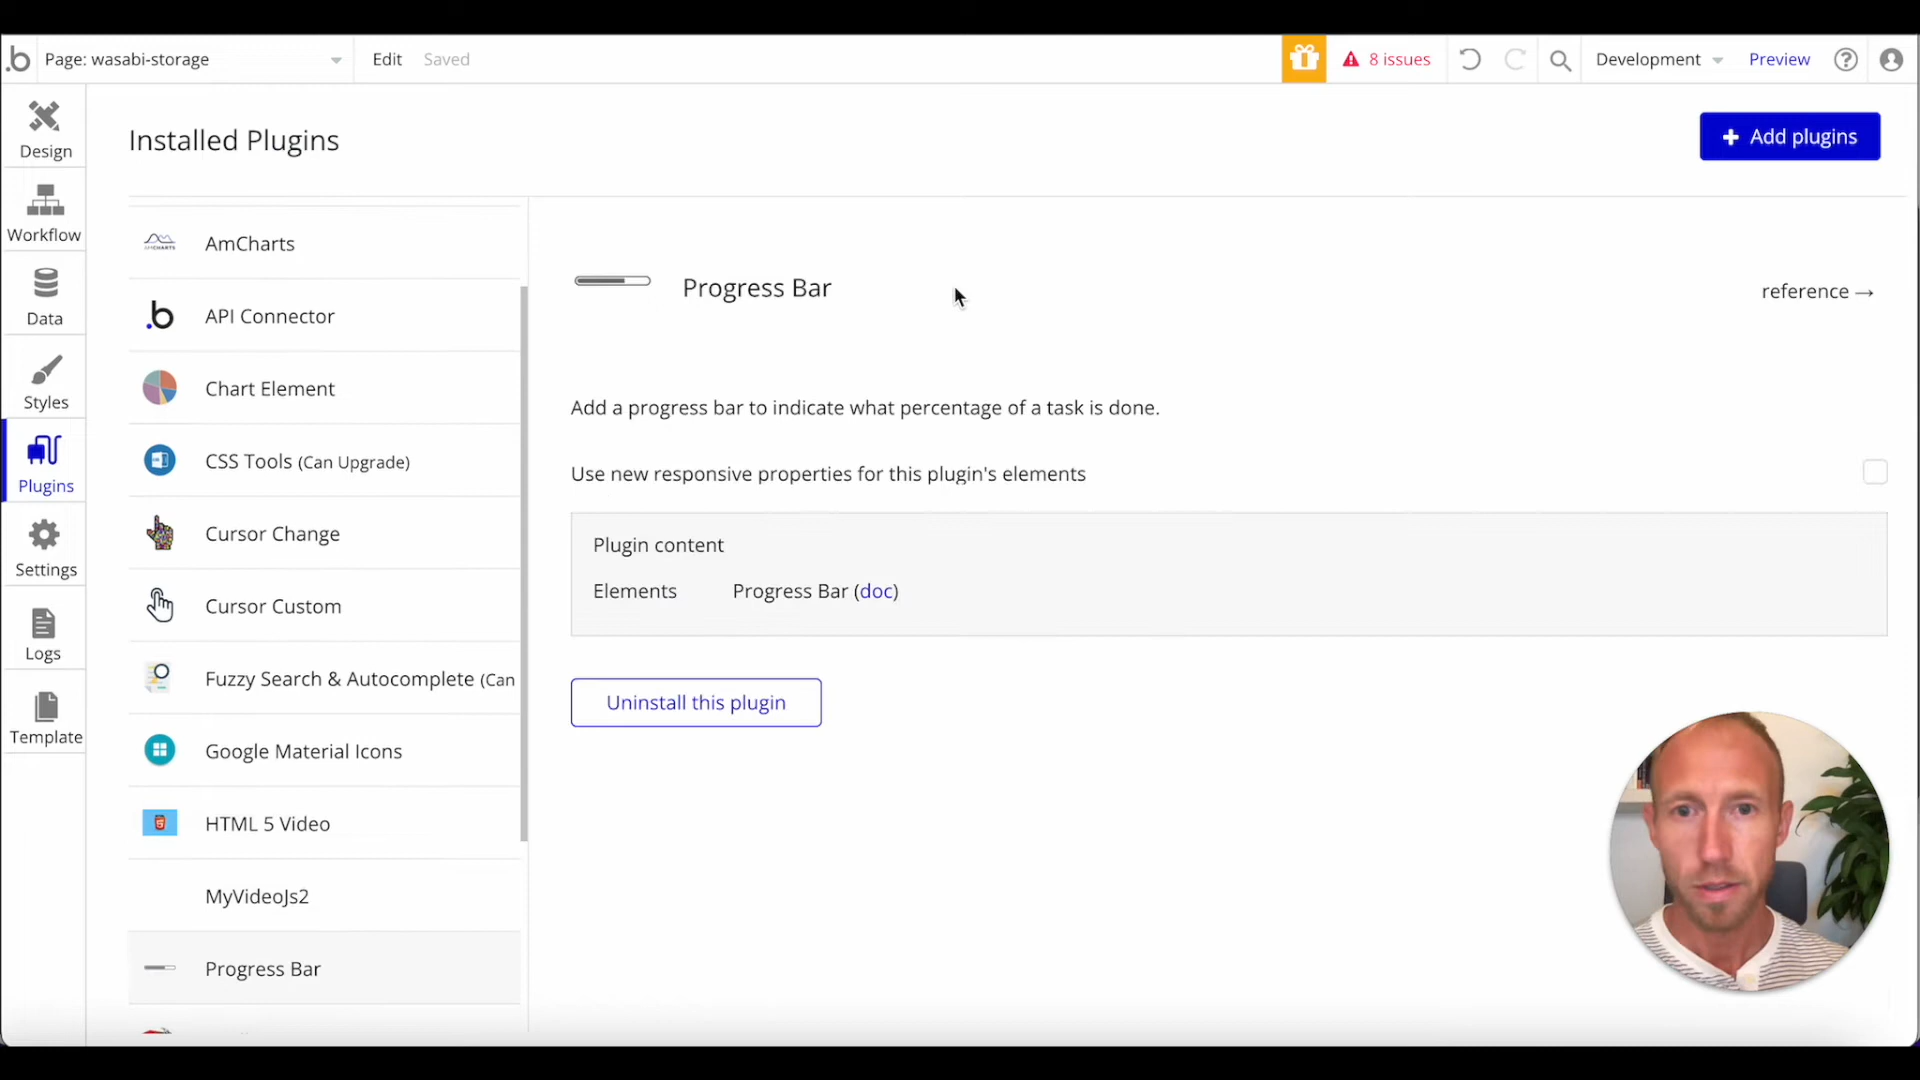 Page: wasabi-storage
Edit
Saved
8 issues
Development
Preview
Design
Workflow
Data
Styles
Plugins
Settings
Logs
Template
Installed Plugins
+ Add plugins
AmCharts
API Connector
Chart Element
CSS Tools (Can Upgrade)
Cursor Change
Cursor Custom
Fuzzy Search & Autocomplete (Can
Google Material Icons
HTML 5 Video
MyVideoJs2
Progress Bar
Progress Bar
reference →
Add a progress bar to indicate what percentage of a task is done.
Use new responsive properties for this plugin's elements
Plugin content
Elements Progress Bar (doc)
Uninstall this plugin